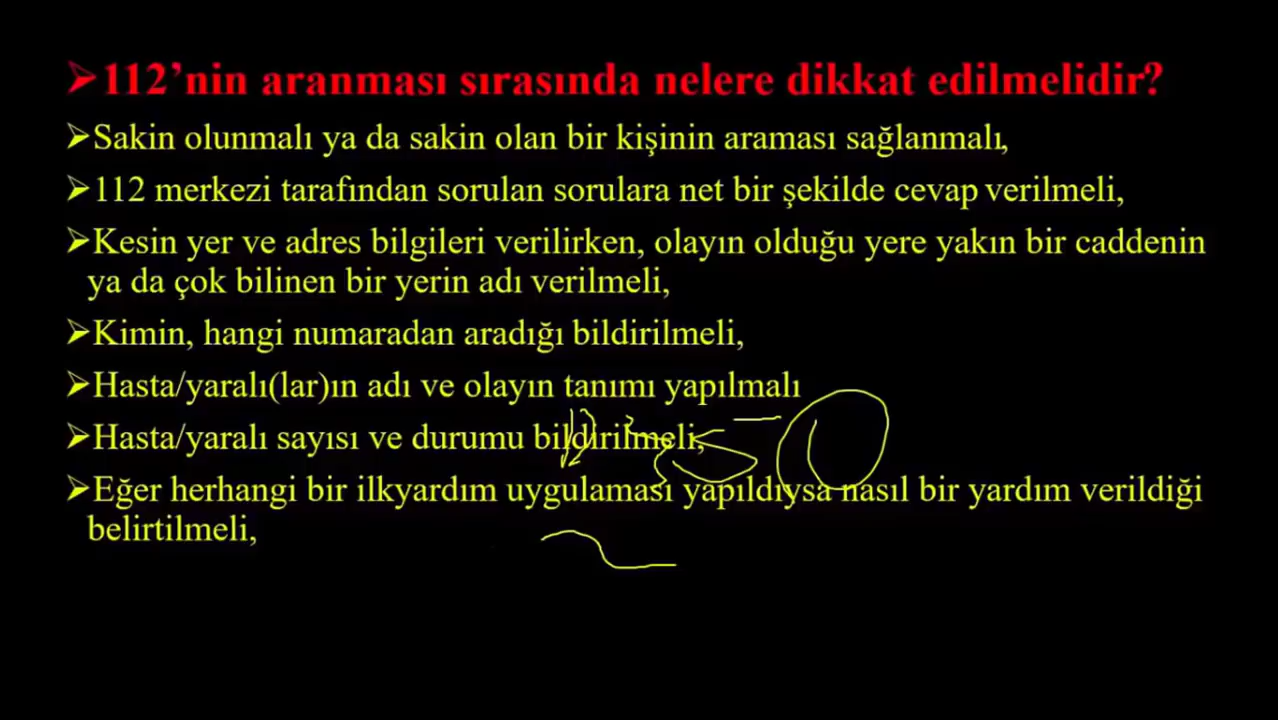 ➢112’nin aranması sırasında nelere dikkat edilmelidir?
➢Sakin olunmalı ya da sakin olan bir kişinin araması sağlanmalı,
➢112 merkezi tarafından sorulan sorulara net bir şekilde cevap verilmeli,
➢Kesin yer ve adres bilgileri verilirken, olayın olduğu yere yakın bir caddenin
ya da çok bilinen bir yerin adı verilmeli,
➢Kimin, hangi numaradan aradığı bildirilmeli,
➢Hasta/yaralı(lar)ın adı ve olayın tanımı yapılmalı
➢Hasta/yaralı sayısı ve durumu bildirilmeli,
➢Eğer herhangi bir ilkyardım uygulaması yapıldıysa nasıl bir yardım verildiği
belirtilmeli,